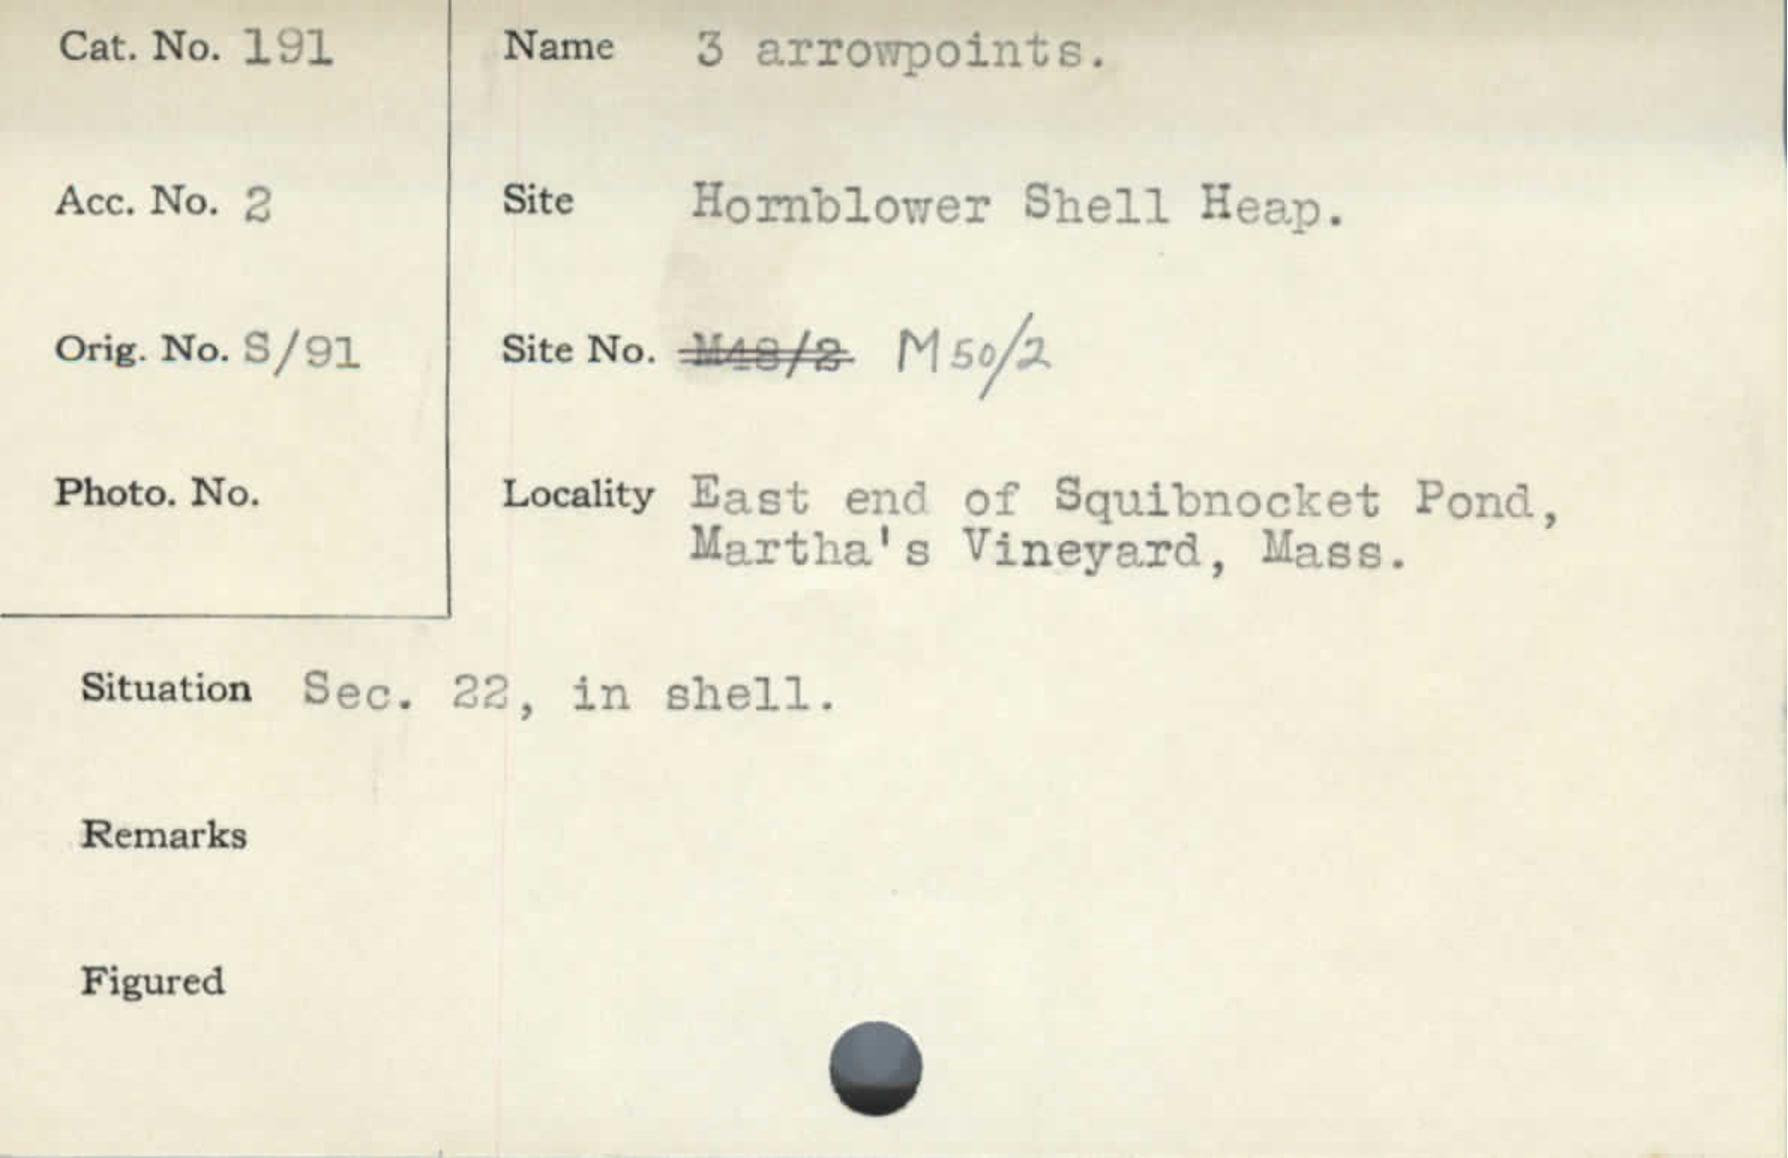 Cat. No. 191
Name 3 arrowpoints.
Acc. No. 2
Site Hornblower Shell Heap.
Orig. No. S/91
Site No. M48/2 M50/2
Photo. No.
Locality East end of Squibnocket Pond,
Martha's Vineyard, Mass.
Situation Sec. 22, in shell.
Remarks
Figured